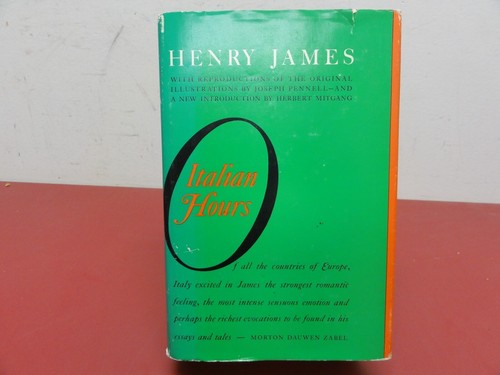 HENRY JAMES
WITH REPRODUCTIONS OF THE ORIGINAL
ILLUSTRATIONS BY JOSEPH PENNELL—AND
A NEW INTRODUCTION BY HERBERT MITGANG
Italian
Hours
Of all the countries of Europe,
Italy excited in James the strongest romantic
feeling, the most intense sensuous emotion and
perhaps the richest evocations to be found in his
essays and tales — MORTON DAUWEN ZABEL